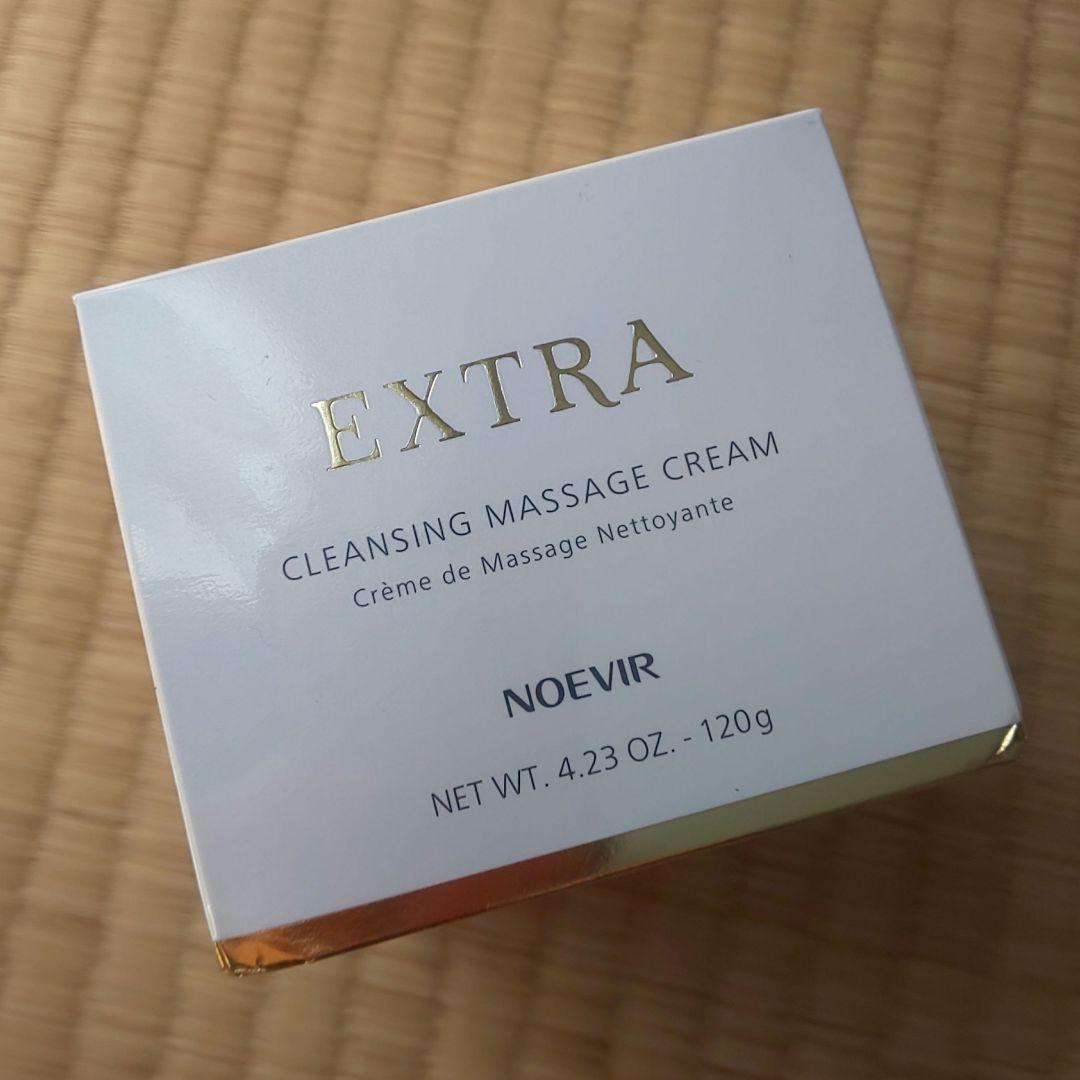 EXTRA
CLEANSING MASSAGE CREAM
Crème de Massage Nettoyante
NOEVIR
NET WT. 4.23 OZ. - 120g